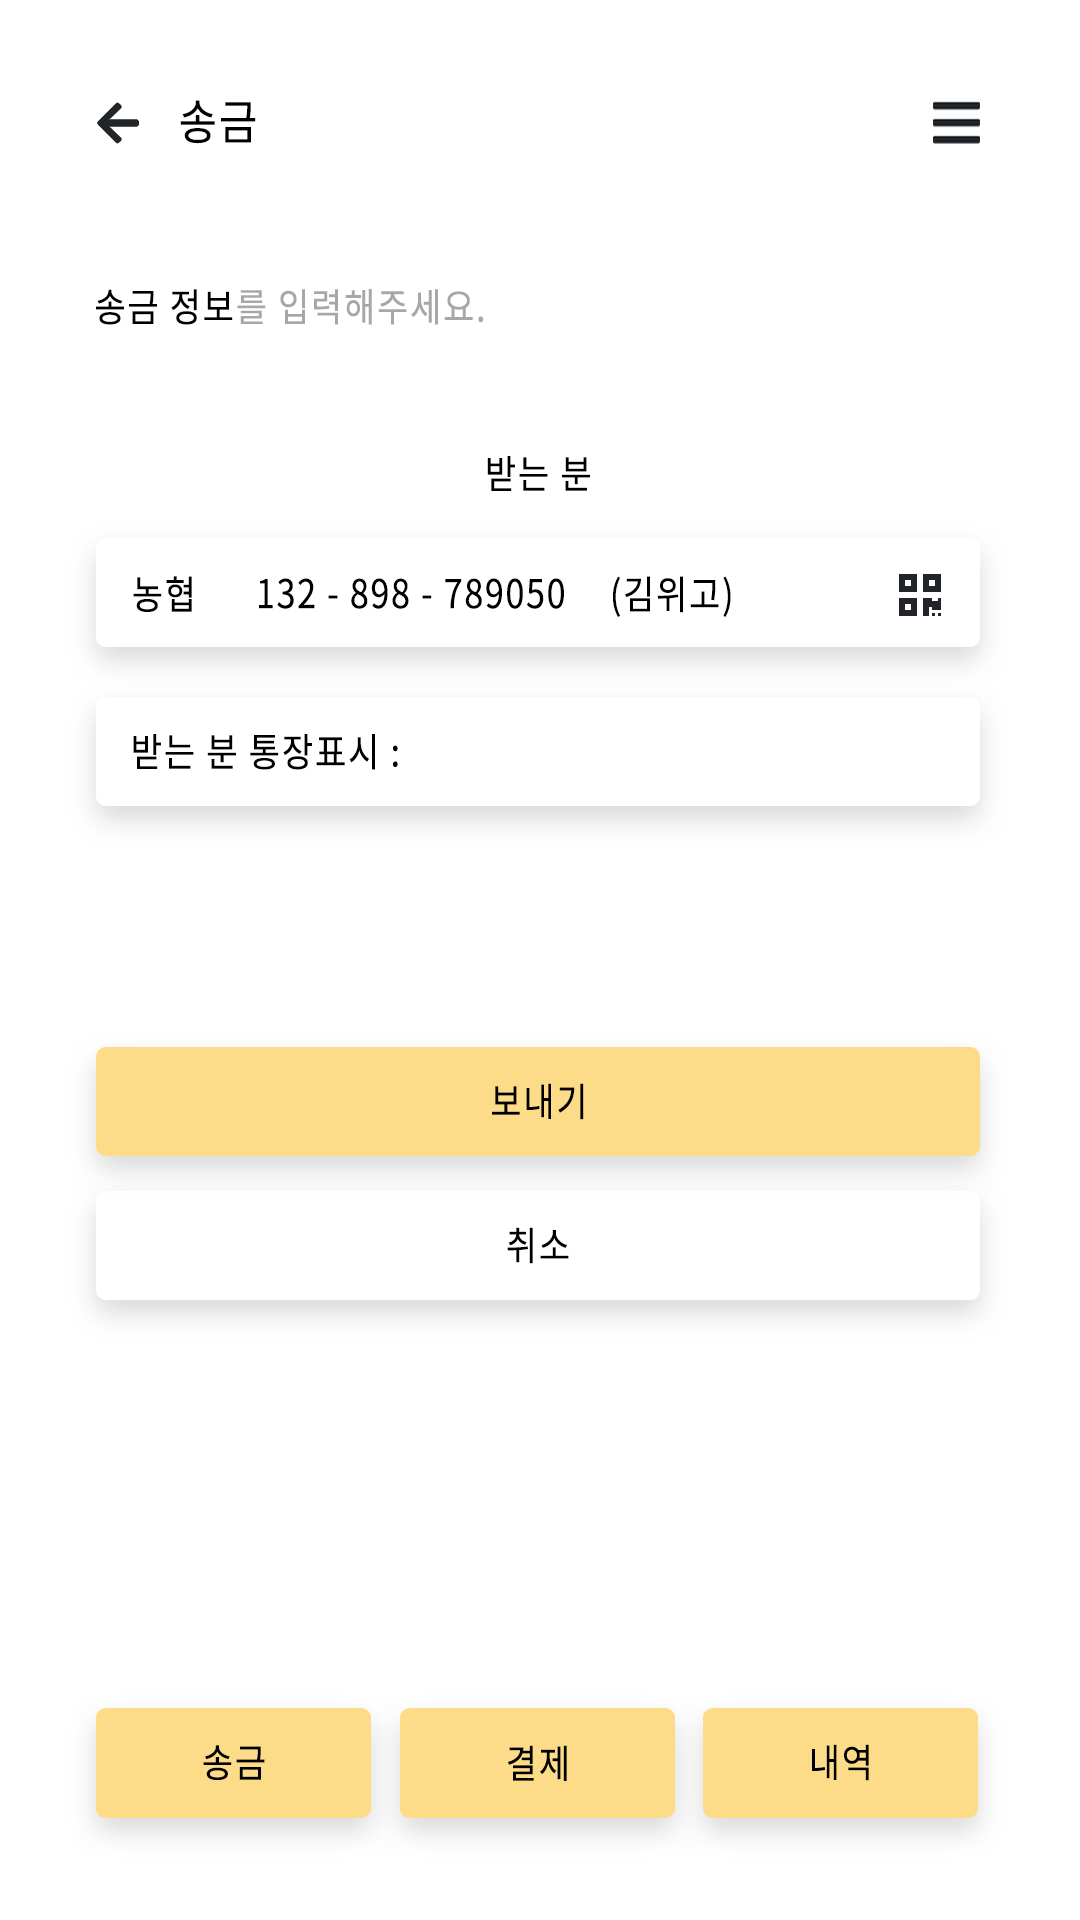 송금
송금 정보를 입력해주세요.
받는 분
농협 132 - 898 - 789050 (김위고)
받는 분 통장표시 :
보내기
취소
송금 결제 내역